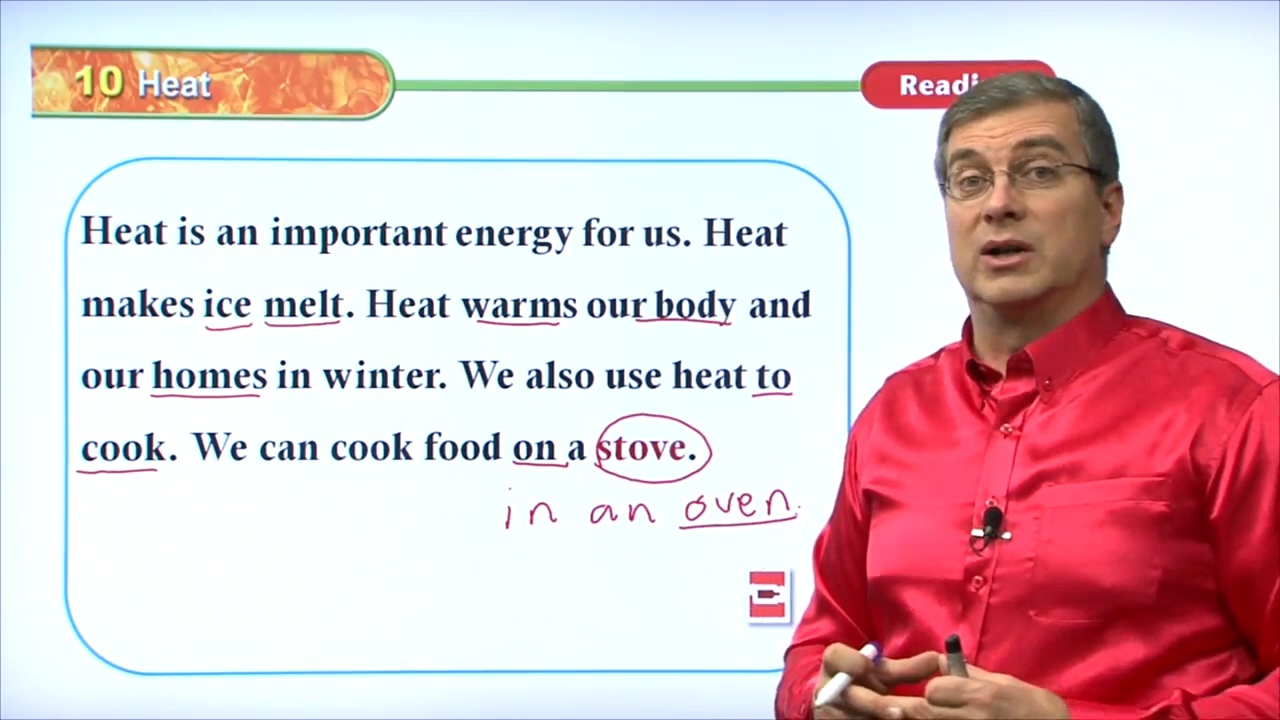 10 Heat
Readi
Heat is an important energy for us. Heat
makes ice melt. Heat warms our body and
our homes in winter. We also use heat to
cook. We can cook food on a stove.
in an oven.